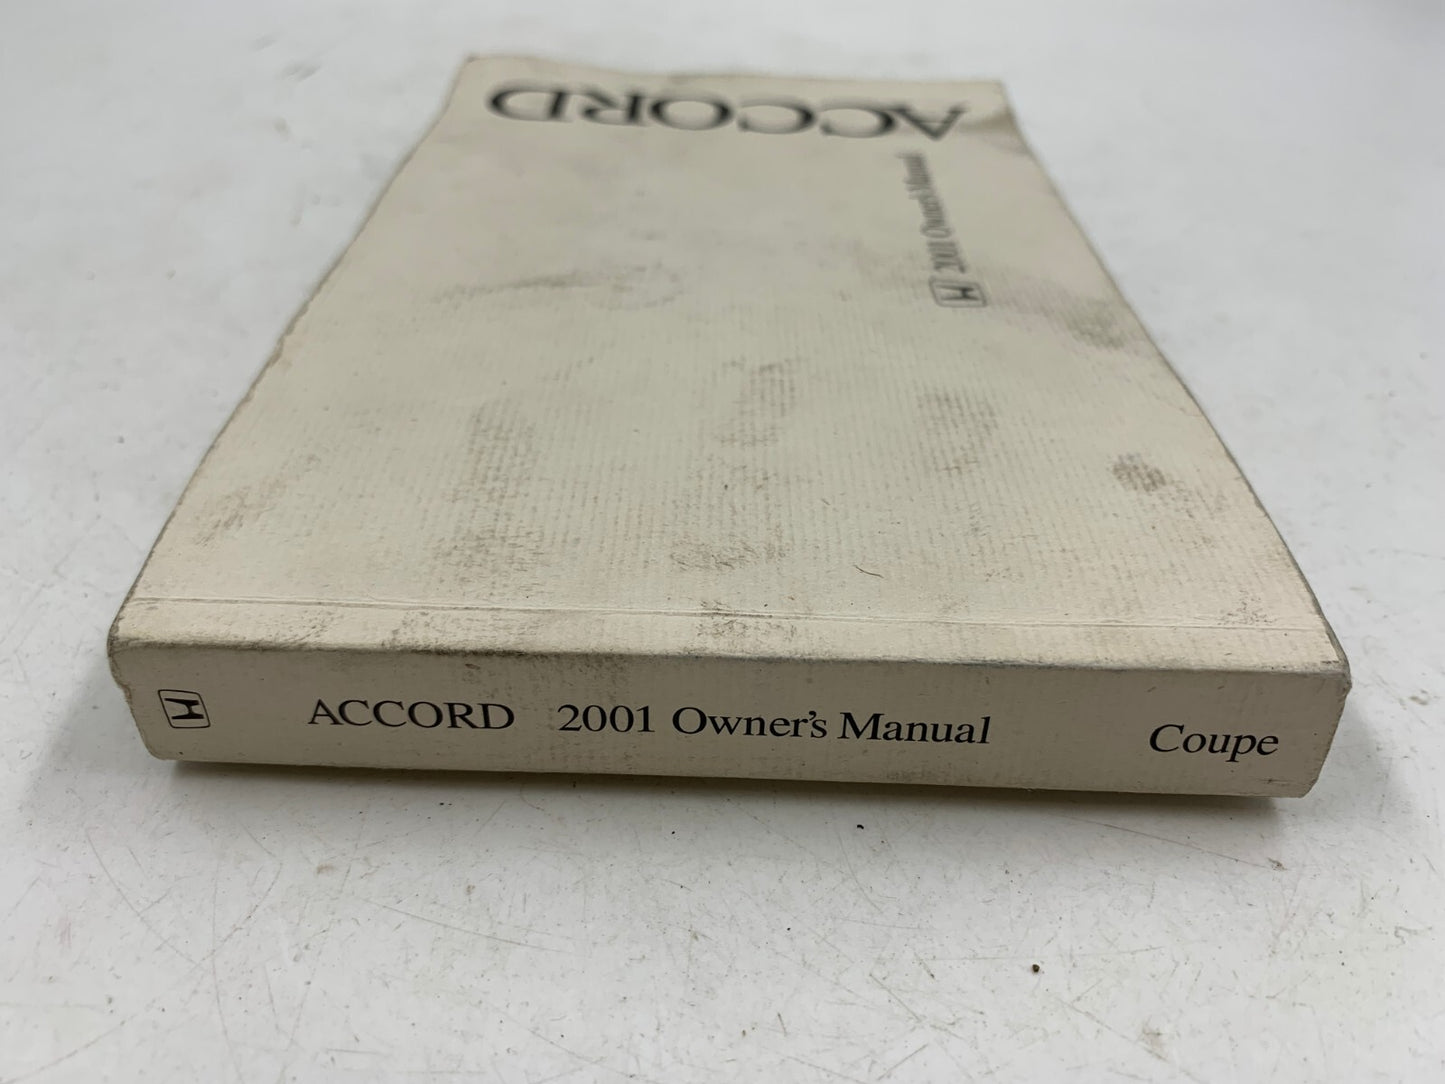 ACCORD
2001 Owner's Manual
ACCORD 2001 Owner's Manual Coupe